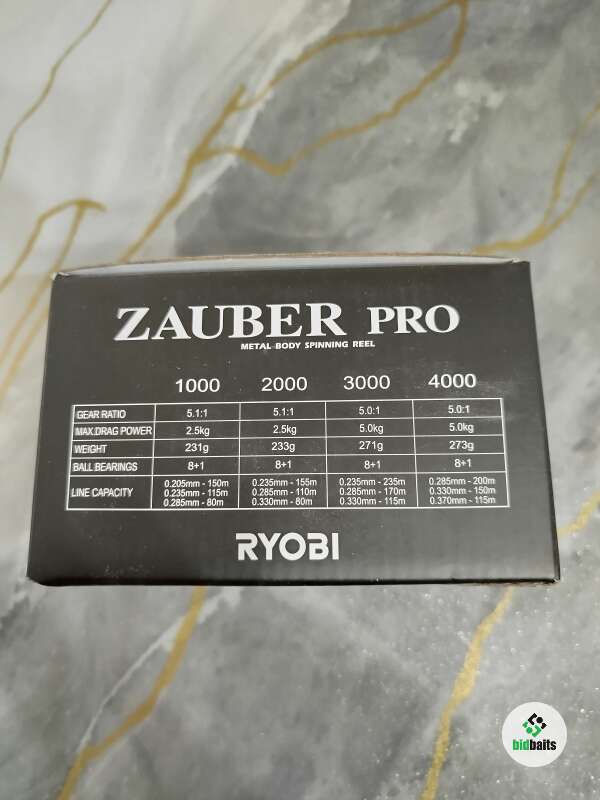 ZAUBER PRO
METAL BODY SPINNING REEL
1000 2000 3000 4000
GEAR RATIO 5.1:1 5.1:1 5.0:1 5.0:1
MAX.DRAG POWER 2.5kg 2.5kg 5.0kg 5.0kg
WEIGHT 231g 233g 271g 273g
BALL BEARINGS 8+1 8+1 8+1 8+1
LINE CAPACITY 0.205mm - 150m 0.235mm - 155m 0.235mm - 235m 0.285mm - 200m
0.235mm - 115m 0.285mm - 110m 0.285mm - 170m 0.330mm - 150m
0.285mm - 80m 0.330mm - 80m 0.330mm - 115m 0.370mm - 115m
RYOBI
bidbaits